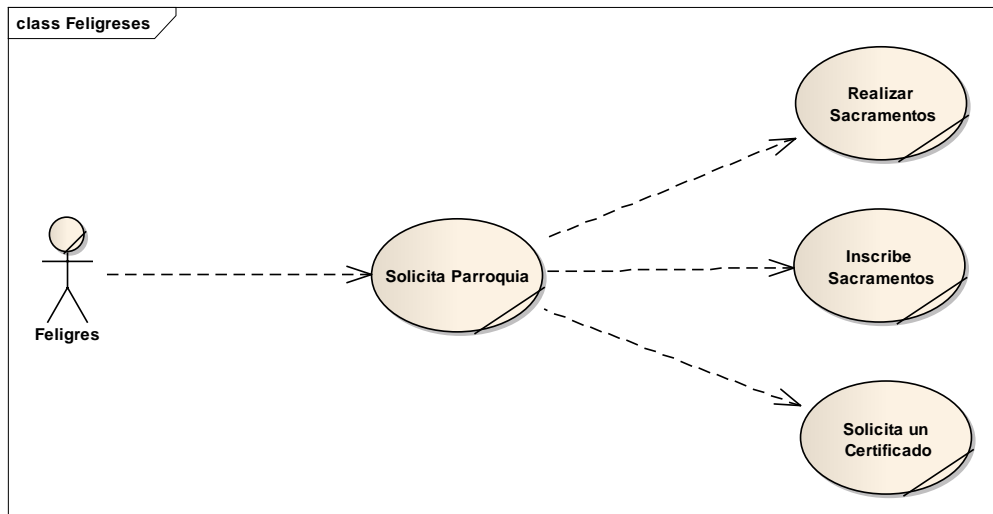 class Feligreses
Realizar
Sacramentos
Feligres
Solicita Parroquia
Inscribe
Sacramentos
Solicita un
Certificado